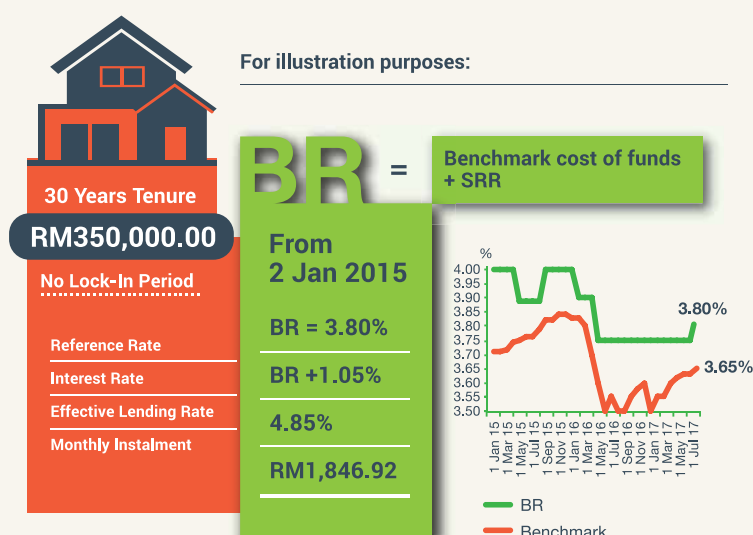 For illustration purposes:
BR = Benchmark cost of funds
+ SRR
30 Years Tenure
RM350,000.00
No Lock-In Period
Reference Rate
Interest Rate
Effective Lending Rate
Monthly Instalment
From
2 Jan 2015
BR = 3.80%
BR +1.05%
4.85%
RM1,846.92
%
4.00
3.95
3.90
3.85
3.80
3.75
3.70
3.65
3.60
3.55
3.50
3.80%
3.65%
1 Jan 15
1 Mar 15
1 May 15
1 Jul 15
1 Sep 15
1 Nov 15
1 Jan 16
1 Mar 16
1 May 16
1 Jul 16
1 Sep 16
1 Nov 16
1 Jan 17
1 Mar 17
1 May 17
1 Jul 17
BR
Benchmark